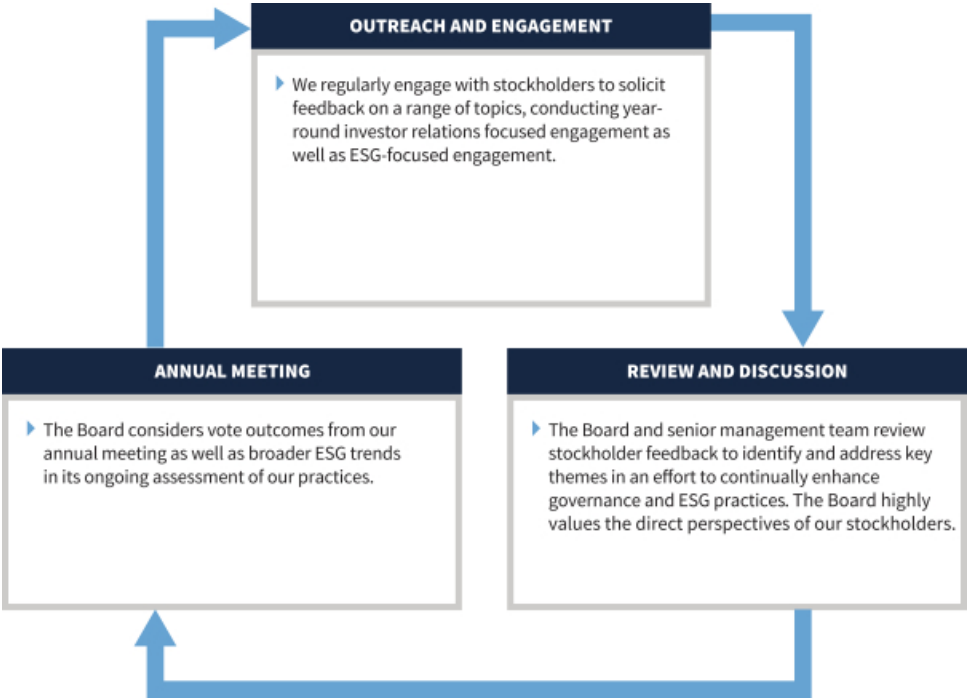 OUTREACH AND ENGAGEMENT
We regularly engage with stockholders to solicit
feedback on a range of topics, conducting year-
round investor relations focused engagement as
well as ESG-focused engagement.
ANNUAL MEETING
The Board considers vote outcomes from our
annual meeting as well as broader ESG trends
in its ongoing assessment of our practices.
REVIEW AND DISCUSSION
The Board and senior management team review
stockholder feedback to identify and address key
themes in an effort to continually enhance
governance and ESG practices. The Board highly
values the direct perspectives of our stockholders.